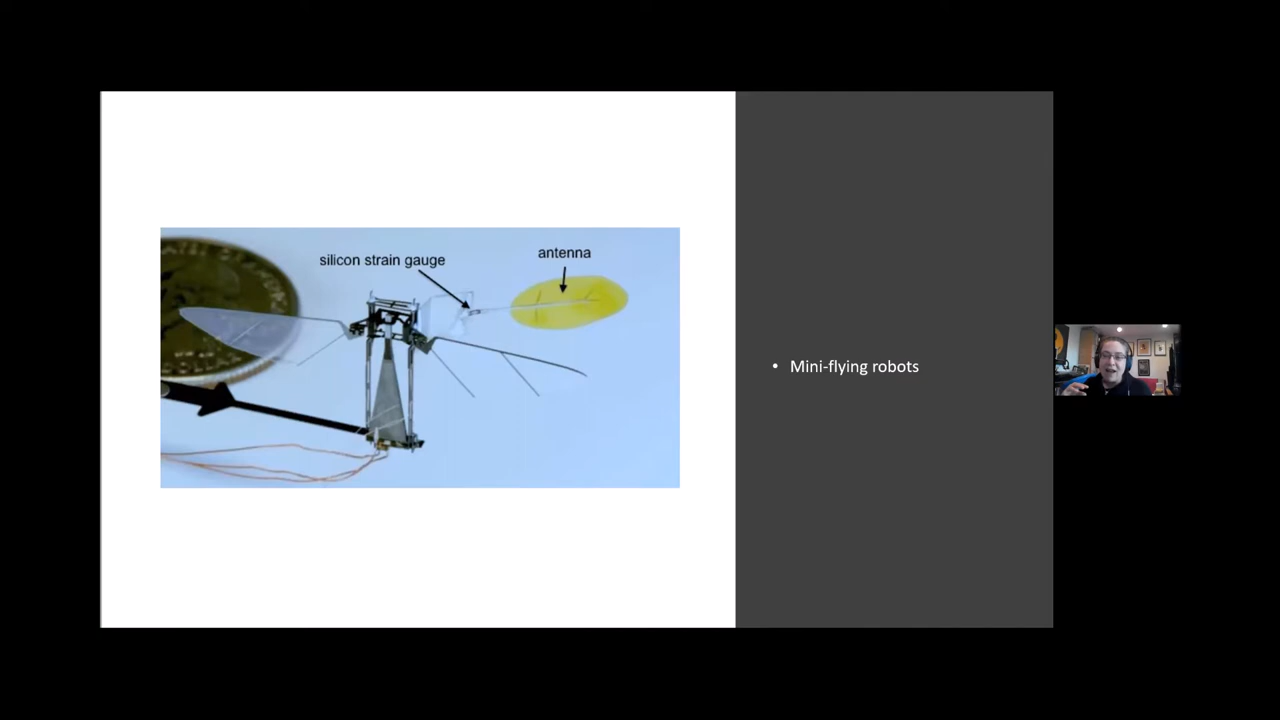 silicon strain gauge
antenna
• Mini-flying robots